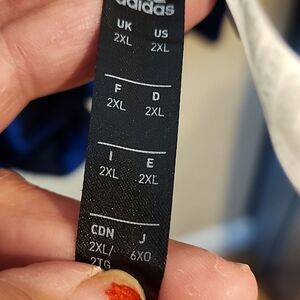 adidas
UK US
2XL 2XL
F D
2XL 2XL
I E
2XL 2XL
CDN J
2XL/ 6XO
2TG